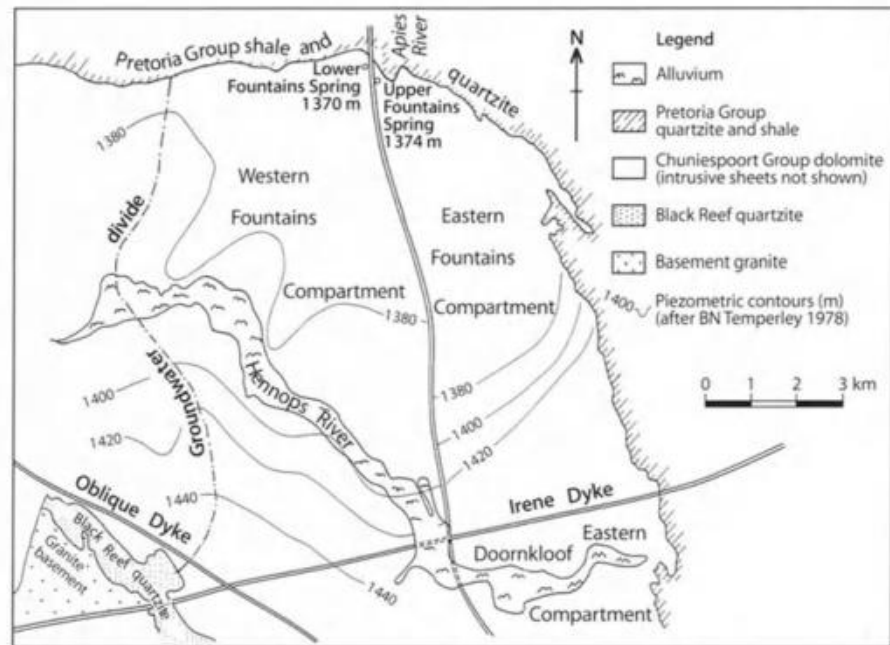 Pretoria Group shale and
quartzite
Apies
River
Lower
Fountains Spring
1370 m
Upper
Fountains
Spring
1374 m
N
Legend
Alluvium
Pretoria Group
quartzite and shale
Chuniespoort Group dolomite
(intrusive sheets not shown)
Black Reef quartzite
Basement granite
1400
Piezometric contours (m)
(after BN Temperley 1978)
0 1 2 3 km
1380
Western
Fountains
Compartment
Eastern
Fountains
Compartment
divide
Groundwater
1380
1380
1400
1420
Hennops River
1400
1420
1440
1440
Oblique Dyke
Irene Dyke
Black Reef quartzite
Granite
basement
Doornkloof
Eastern
Compartment